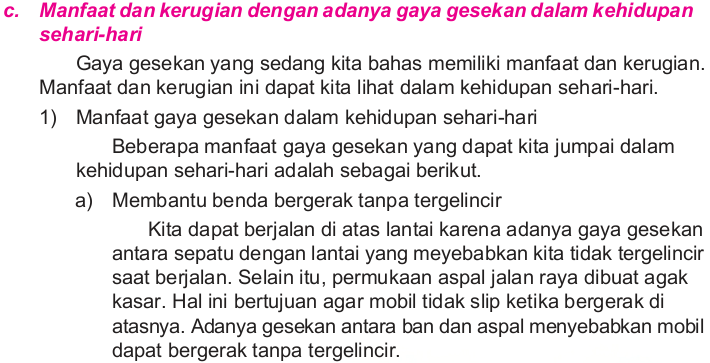 c. Manfaat dan kerugian dengan adanya gaya gesekan dalam kehidupan
sehari-hari
Gaya gesekan yang sedang kita bahas memiliki manfaat dan kerugian.
Manfaat dan kerugian ini dapat kita lihat dalam kehidupan sehari-hari.
1) Manfaat gaya gesekan dalam kehidupan sehari-hari
Beberapa manfaat gaya gesekan yang dapat kita jumpai dalam
kehidupan sehari-hari adalah sebagai berikut.
a) Membantu benda bergerak tanpa tergelincir
Kita dapat berjalan di atas lantai karena adanya gaya gesekan
antara sepatu dengan lantai yang meyebabkan kita tidak tergelincir
saat berjalan. Selain itu, permukaan aspal jalan raya dibuat agak
kasar. Hal ini bertujuan agar mobil tidak slip ketika bergerak di
atasnya. Adanya gesekan antara ban dan aspal menyebabkan mobil
dapat bergerak tanpa tergelincir.